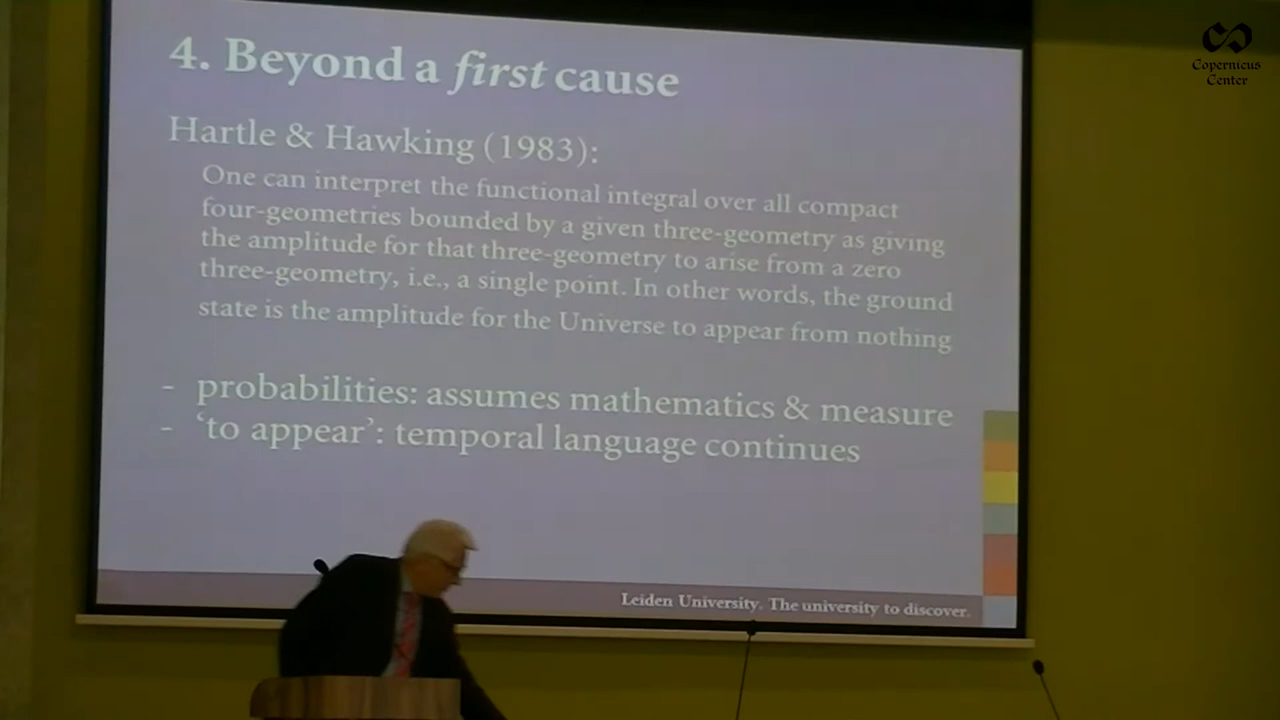 4. Beyond a first cause
Hartle & Hawking (1983):
One can interpret the functional integral over all compact
four-geometries bounded by a given three-geometry as giving
the amplitude for that three-geometry to arise from a zero
three-geometry, i.e., a single point. In other words, the ground
state is the amplitude for the Universe to appear from nothing
- probabilities: assumes mathematics & measure
- ‘to appear’: temporal language continues
Leiden University. The university to discover.
Copernicus
Center